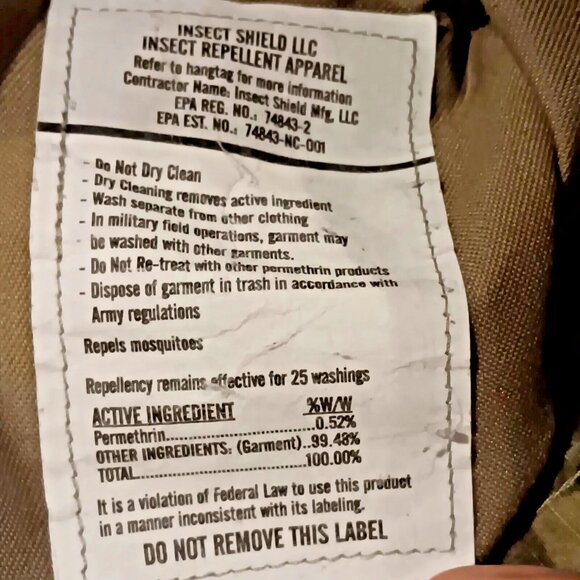 INSECT SHIELD LLC
INSECT REPELLENT APPAREL
Refer to hangtag for more information
Contractor Name: Insect Shield Mfg, LLC
EPA REG. NO.: 74843-2
EPA EST. NO.: 74843-NC-001
- Do Not Dry Clean
- Dry Cleaning removes active ingredient
- Wash separate from other clothing
- In military field operations, garment may
be washed with other garments.
- Do Not Re-treat with other permethrin products
- Dispose of garment in trash in accordance with
Army regulations
Repels mosquitoes
Repellency remains effective for 25 washings
ACTIVE INGREDIENT %W/W
Permethrin..............................0.52%
OTHER INGREDIENTS: (Garment)..99.48%
TOTAL..................................100.00%
It is a violation of Federal Law to use this product
in a manner inconsistent with its labeling.
DO NOT REMOVE THIS LABEL